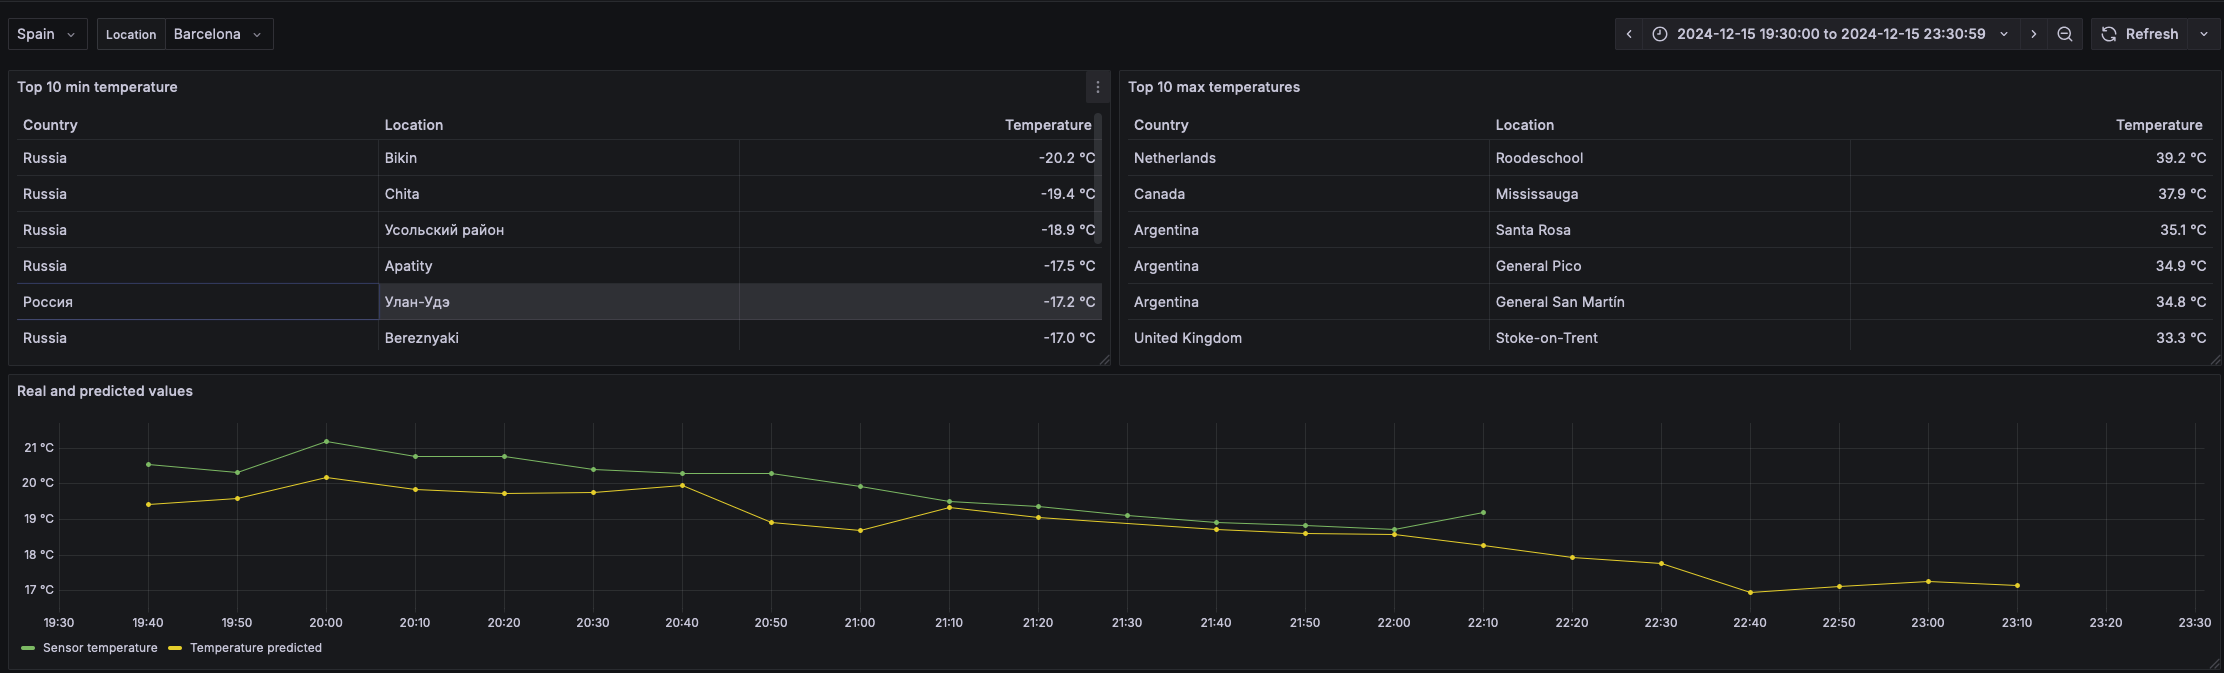 Spain Location Barcelona 2024-12-15 19:30:00 to 2024-12-15 23:30:59 Refresh
Top 10 min temperature
Country Location Temperature
Russia Bikin -20.2 °C
Russia Chita -19.4 °C
Russia Усольский район -18.9 °C
Russia Apatity -17.5 °C
Россия Улан-Удэ -17.2 °C
Russia Bereznyaki -17.0 °C
Top 10 max temperatures
Country Location Temperature
Netherlands Roodeschool 39.2 °C
Canada Mississauga 37.9 °C
Argentina Santa Rosa 35.1 °C
Argentina General Pico 34.9 °C
Argentina General San Martín 34.8 °C
United Kingdom Stoke-on-Trent 33.3 °C
Real and predicted values
21 °C
20 °C
19 °C
18 °C
17 °C
19:30 19:40 19:50 20:00 20:10 20:20 20:30 20:40 20:50 21:00 21:10 21:20 21:30 21:40 21:50 22:00 22:10 22:20 22:30 22:40 22:50 23:00 23:10 23:20 23:30
Sensor temperature Temperature predicted